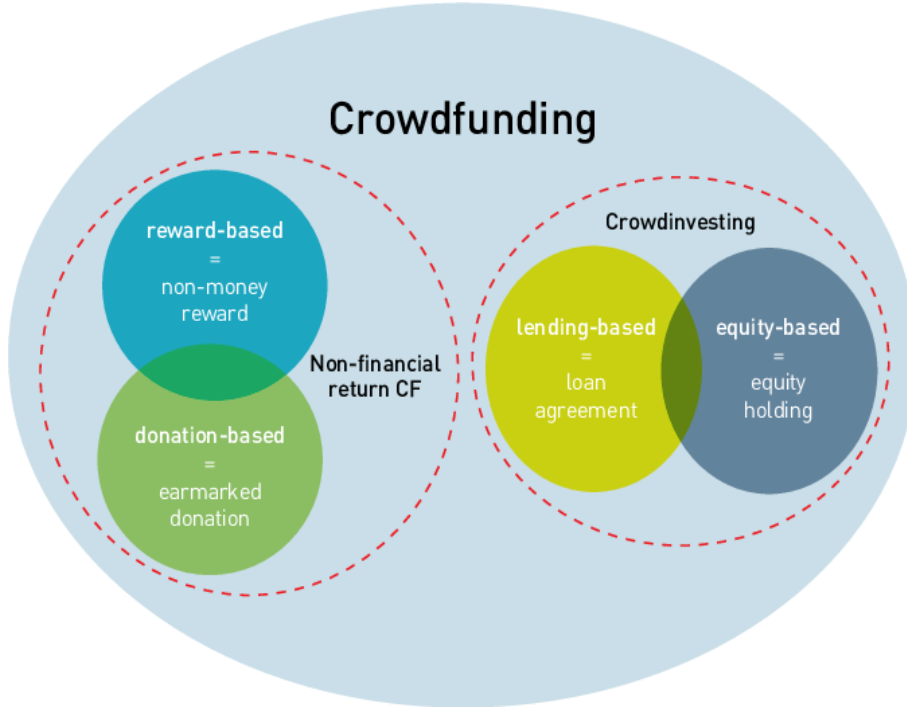 Crowdfunding
reward-based
=
non-money
reward
Non-financial
return CF
donation-based
=
earmarked
donation
Crowdinvesting
lending-based
=
loan
agreement
equity-based
=
equity
holding